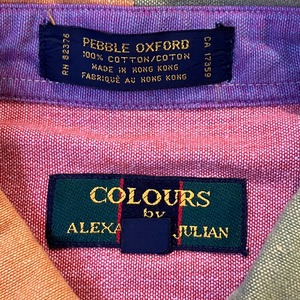 PEBBLE OXFORD
100% COTTON/COTON
MADE IN HONG KONG
FABRIQUÉ AU HONG KONG
RN 82376
CA 17359
COLOURS
by
ALEXA JULIAN